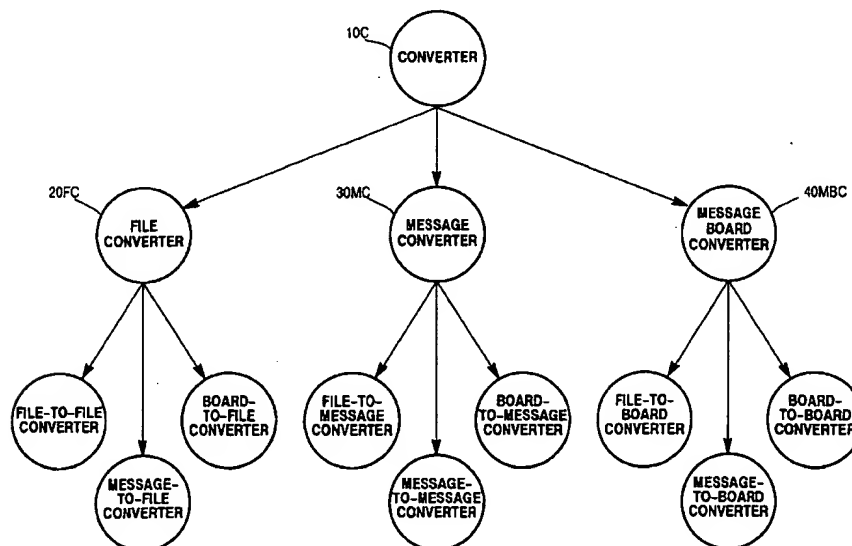 10C
CONVERTER
20FC
FILE
CONVERTER
30MC
MESSAGE
CONVERTER
40MBC
MESSAGE
BOARD
CONVERTER
FILE-TO-FILE
CONVERTER
MESSAGE-
TO-FILE
CONVERTER
BOARD-
TO-FILE
CONVERTER
FILE-TO-
MESSAGE
CONVERTER
MESSAGE-
TO-MESSAGE
CONVERTER
BOARD-
TO-MESSAGE
CONVERTER
FILE-TO-
BOARD
CONVERTER
MESSAGE-
TO-BOARD
CONVERTER
BOARD-
TO-BOARD
CONVERTER